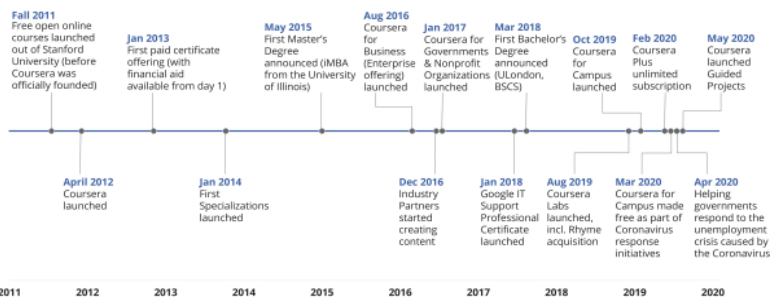 Fall 2011
Free open online
courses launched
out of Stanford
University (before
Coursera was
officially founded)
Jan 2013
First paid certificate
offering (with
financial aid
available from day 1)
May 2015
First Master's
Degree
announced (iMBA
from the University
of Illinois)
Aug 2016
Coursera
for
Business
(Enterprise
offering)
launched
Jan 2017
Coursera for
Governments
& Nonprofit
Organizations
launched
Mar 2018
First Bachelor's
Degree
announced
(ULondon,
BSCS)
Oct 2019
Coursera
for
Campus
launched
Feb 2020
Coursera
Plus
unlimited
subscription
May 2020
Coursera
launched
Guided
Projects
April 2012
Coursera
launched
Jan 2014
First
Specializations
launched
Dec 2016
Industry
Partners
started
creating
content
Jan 2018
Google IT
Support
Professional
Certificate
launched
Aug 2019
Coursera
Labs
launched,
incl. Rhyme
acquisition
Mar 2020
Coursera for
Campus made
free as part of
Coronavirus
response
initiatives
Apr 2020
Helping
governments
respond to the
unemployment
crisis caused by
the Coronavirus
2011 2012 2013 2014 2015 2016 2017 2018 2019 2020